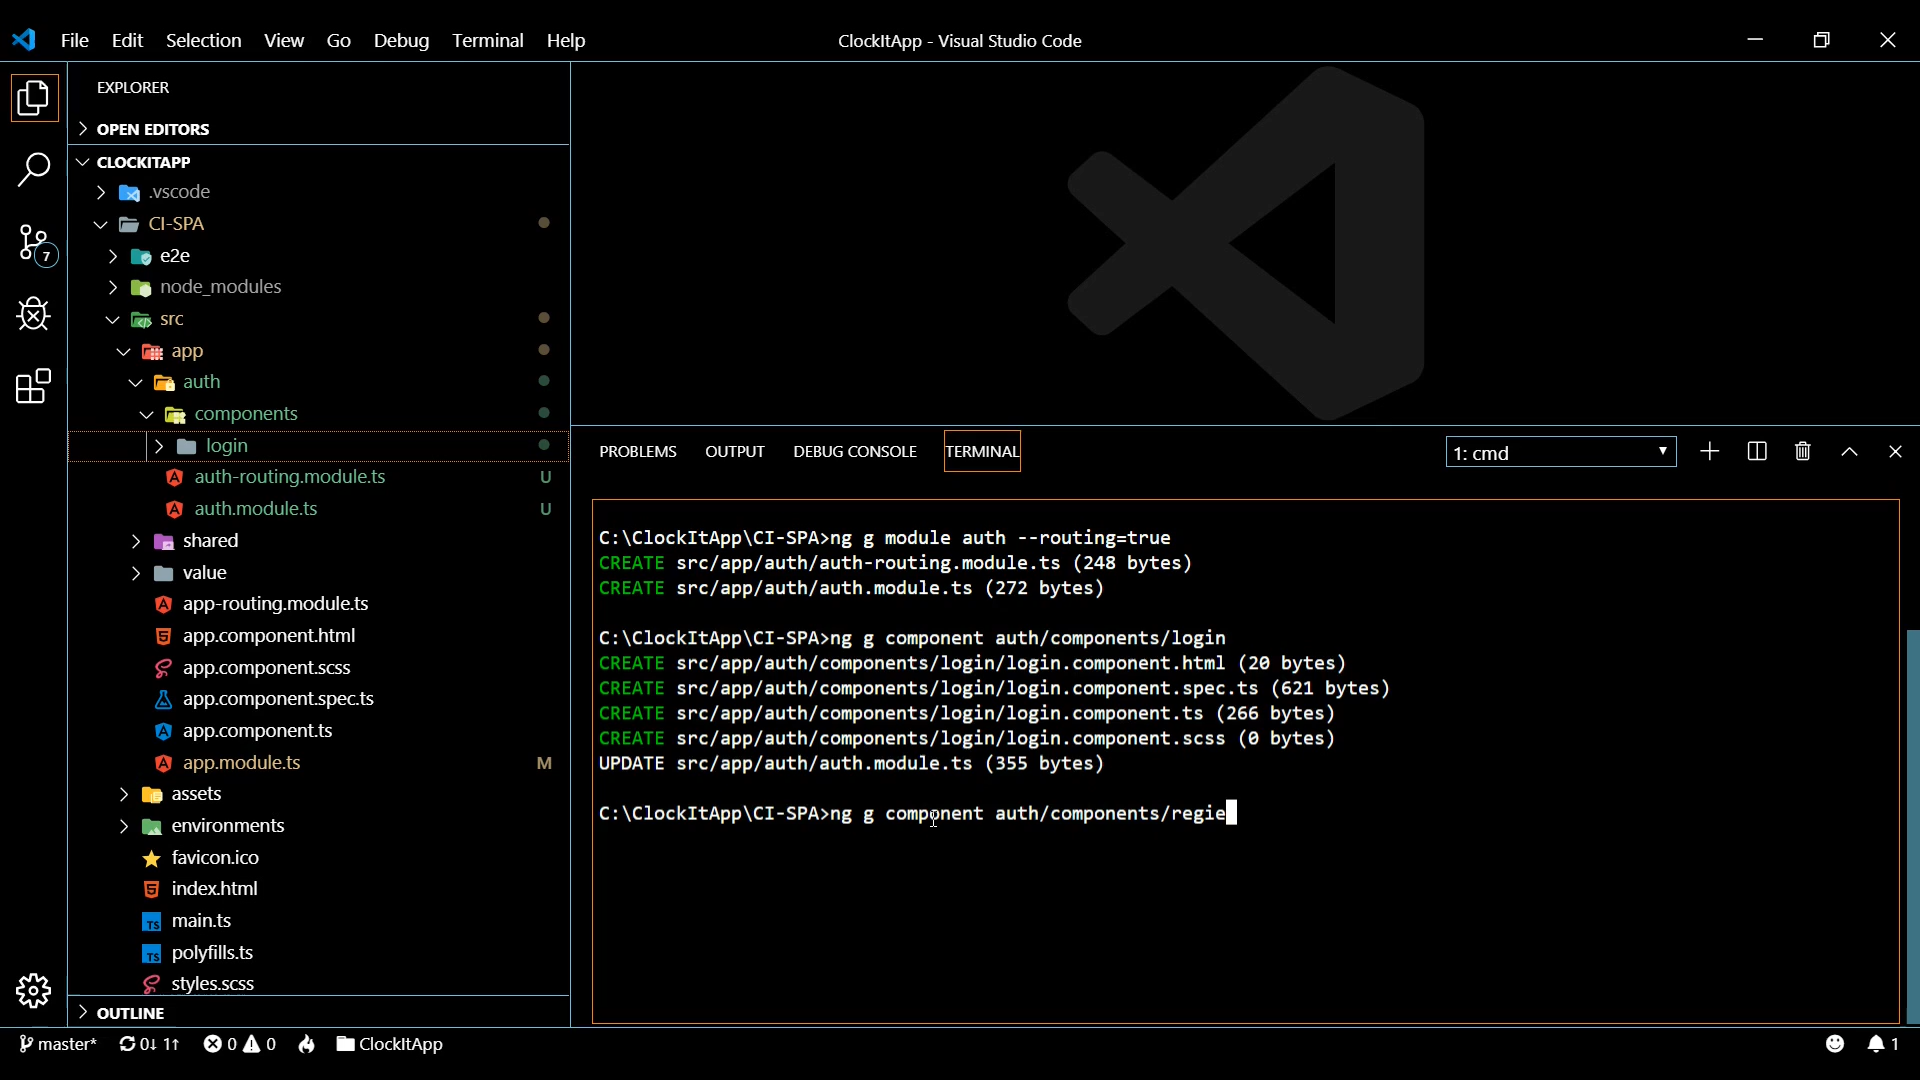 File Edit Selection View Go Debug Terminal Help
ClockItApp - Visual Studio Code
EXPLORER
OPEN EDITORS
CLOCKITAPP
.vscode
CI-SPA
e2e
node_modules
src
app
auth
components
login
auth-routing.module.ts U
auth.module.ts U
shared
value
app-routing.module.ts
app.component.html
app.component.scss
app.component.spec.ts
app.component.ts
app.module.ts M
assets
environments
favicon.ico
index.html
main.ts
polyfills.ts
styles.scss
OUTLINE
7
PROBLEMS OUTPUT DEBUG CONSOLE TERMINAL
1: cmd
C:\ClockItApp\CI-SPA>ng g module auth --routing=true
CREATE src/app/auth/auth-routing.module.ts (248 bytes)
CREATE src/app/auth/auth.module.ts (272 bytes)
C:\ClockItApp\CI-SPA>ng g component auth/components/login
CREATE src/app/auth/components/login/login.component.html (20 bytes)
CREATE src/app/auth/components/login/login.component.spec.ts (621 bytes)
CREATE src/app/auth/components/login/login.component.ts (266 bytes)
CREATE src/app/auth/components/login/login.component.scss (0 bytes)
UPDATE src/app/auth/auth.module.ts (355 bytes)
C:\ClockItApp\CI-SPA>ng g component auth/components/regie
master* 0↓ 1↑ 0 0 ClockItApp
1